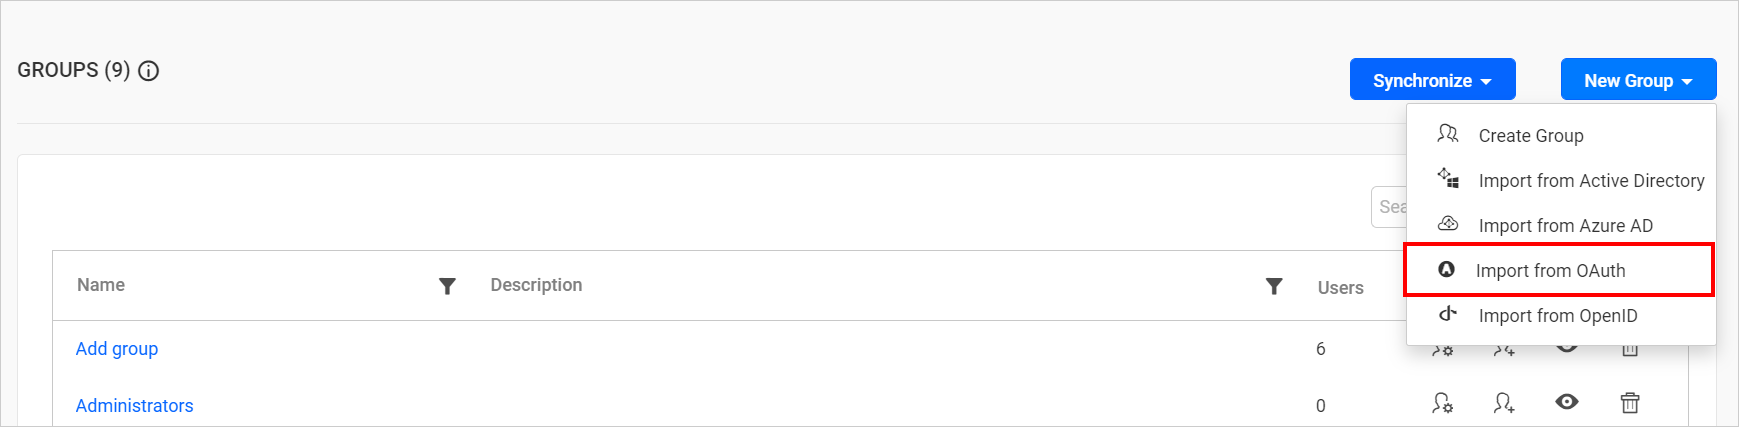 GROUPS (9)
Synchronize
New Group
Create Group
Import from Active Directory
Import from Azure AD
Import from OAuth
Import from OpenID
Sea
Name
Description
Users
Add group
6
Administrators
0